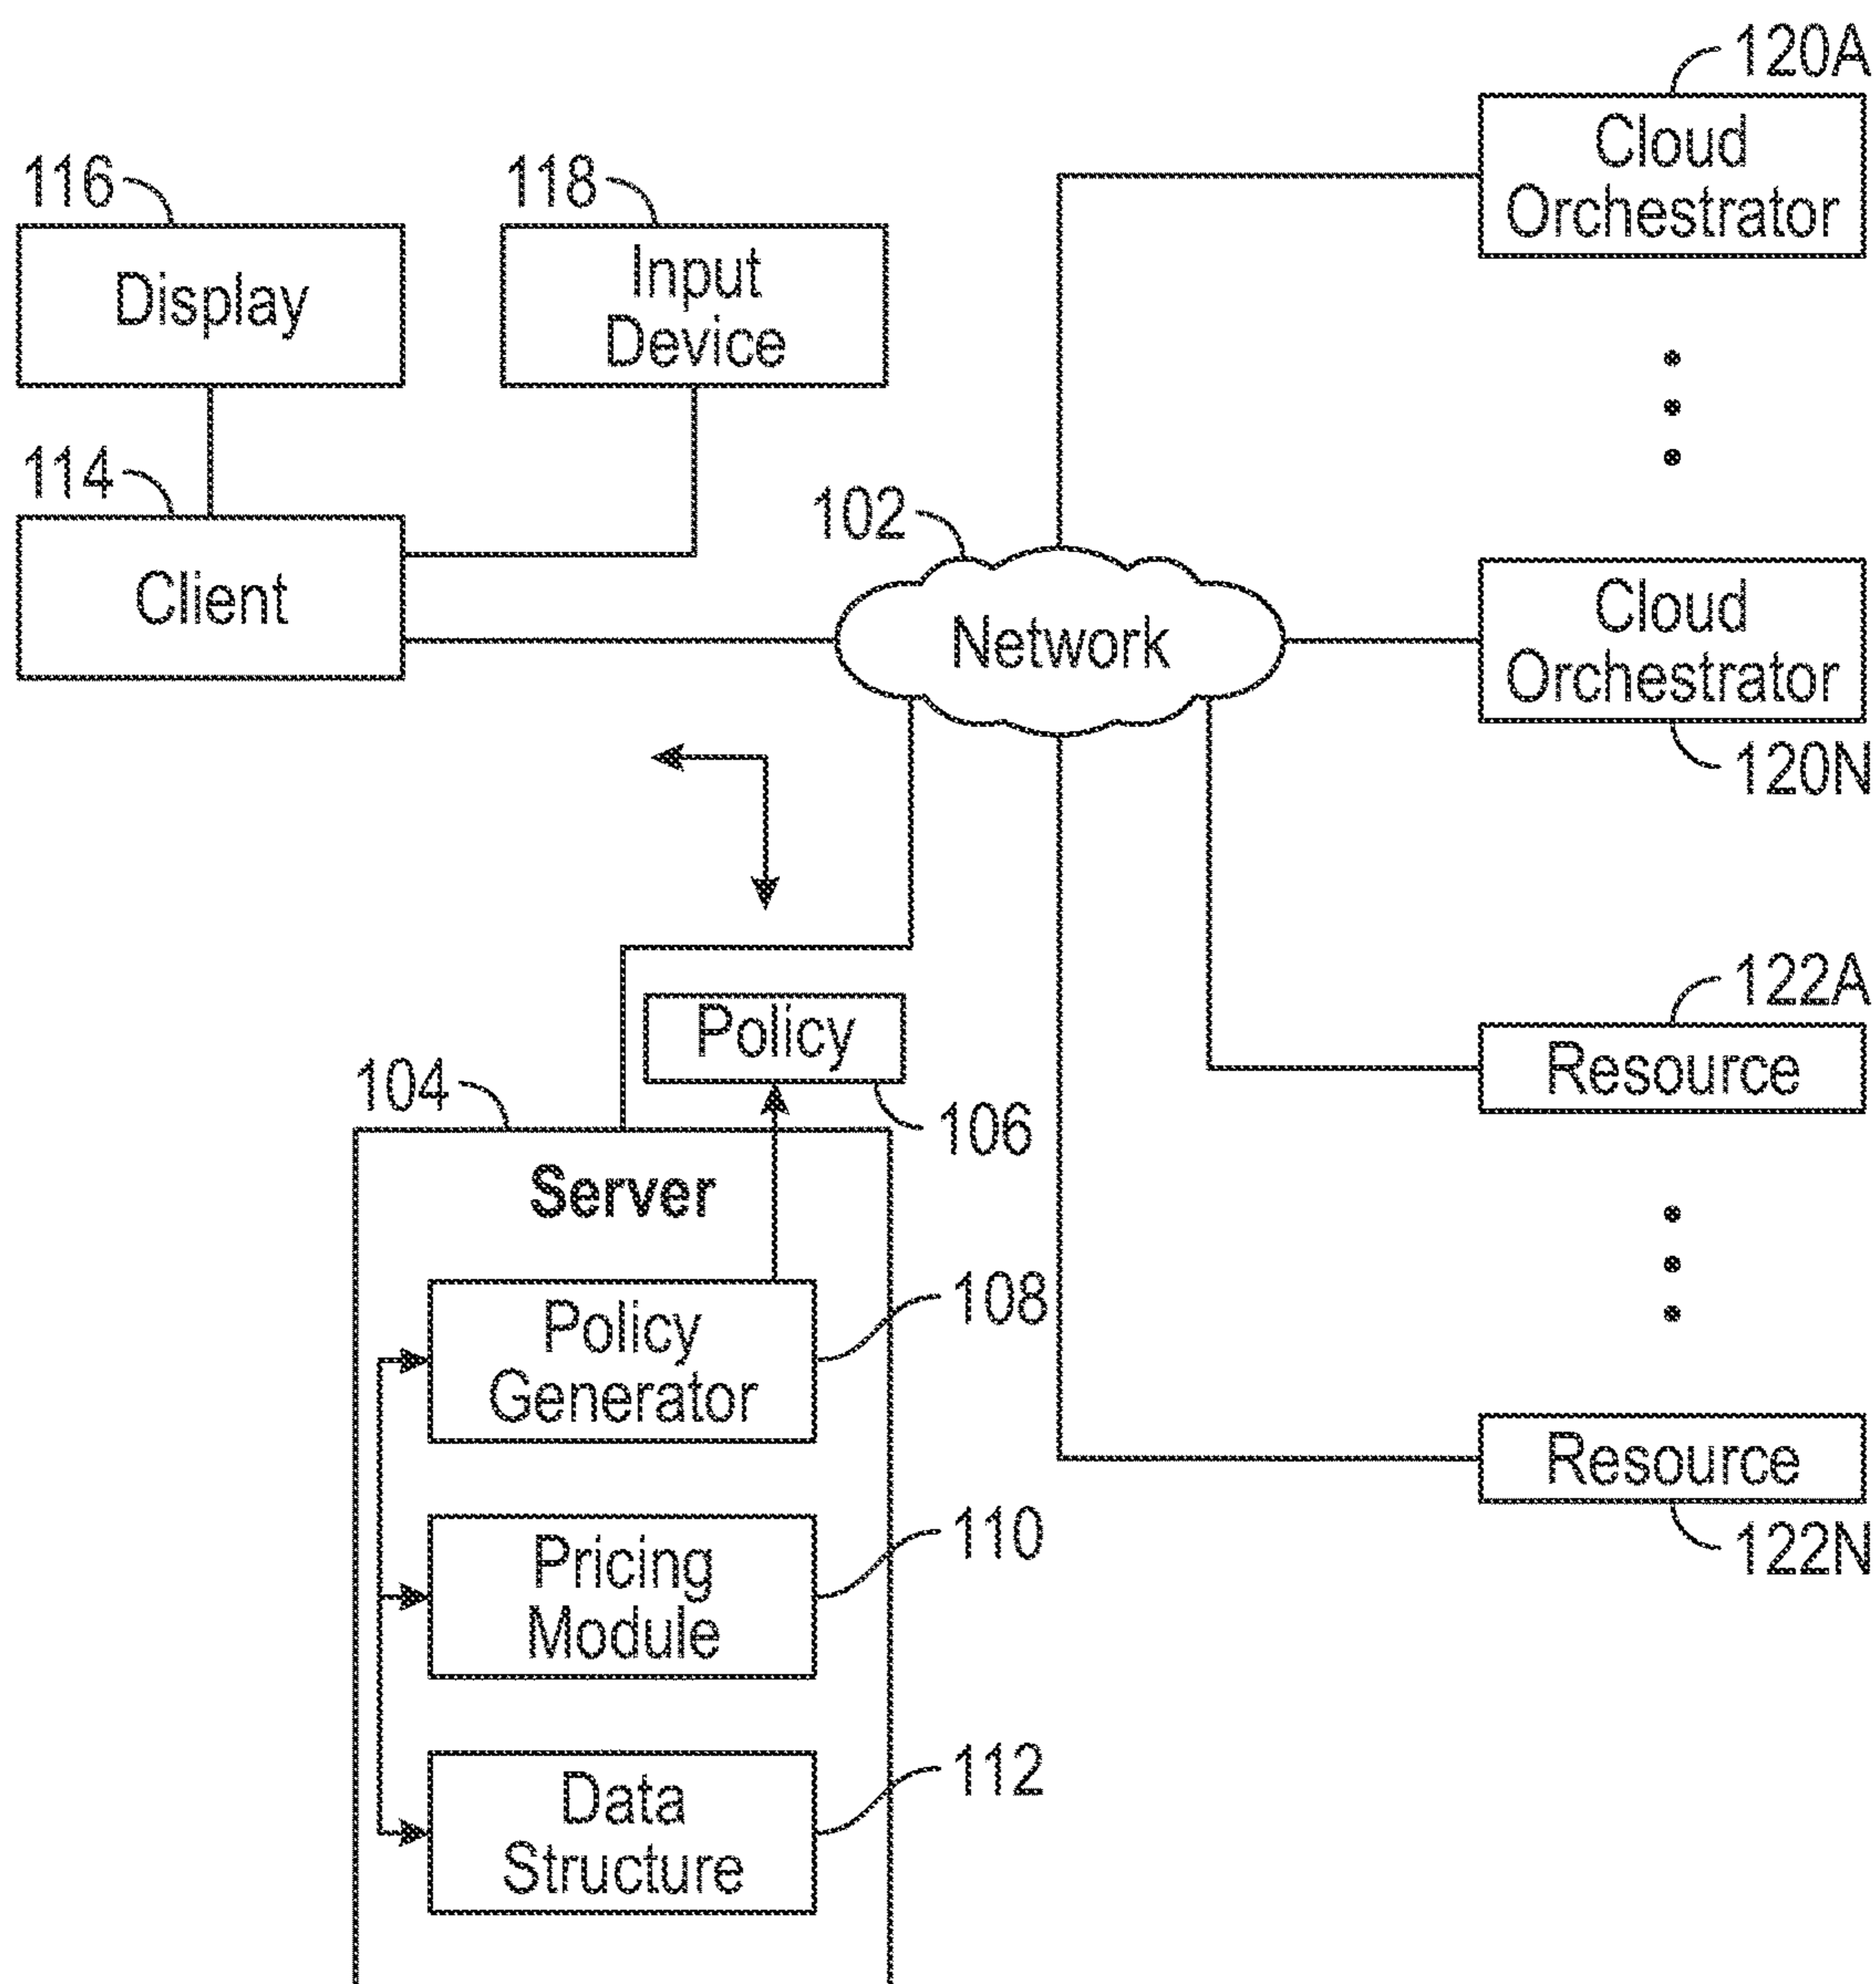 120A
Cloud
Orchestrator
116
118
Display
Input
Device
114
102
Client
Network
Cloud
Orchestrator
120N
122A
Policy
Resource
104
106
Server
108
Policy
Generator
Resource
110
122N
Pricing
Module
112
Data
Structure